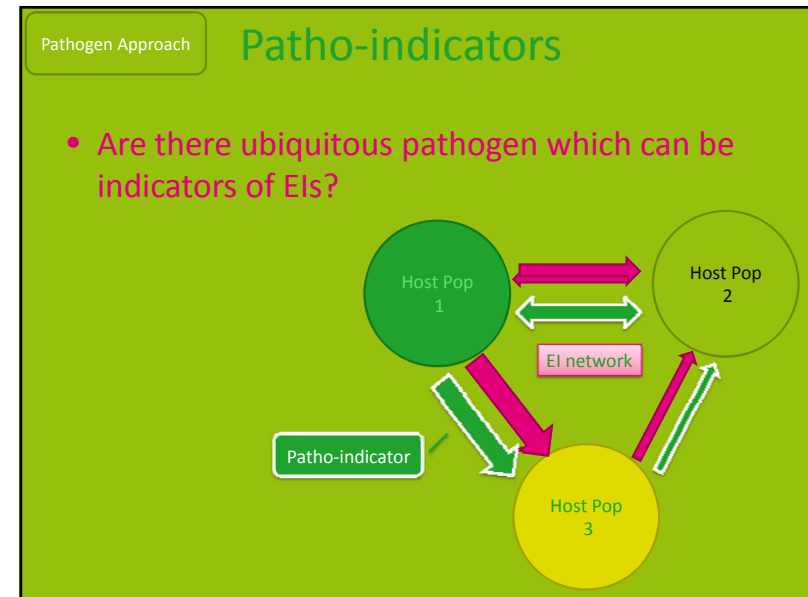 Pathogen Approach
Patho-indicators
• Are there ubiquitous pathogen which can be
indicators of EIs?
Host Pop
1
Host Pop
2
EI network
Patho-indicator
Host Pop
3